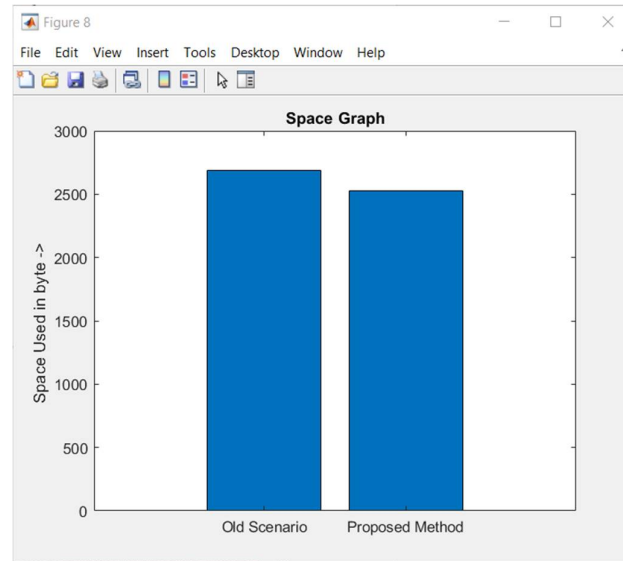 Figure 8
File Edit View Insert Tools Desktop Window Help
Space Graph
Space Used in byte ->
3000
2500
2000
1500
1000
500
0
Old Scenario Proposed Method